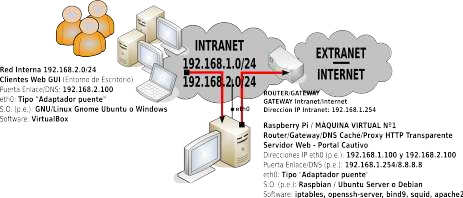 INTRANET
192.168.1.0/24
192.168.2.0/24
EXTRANET
INTERNET
Red Interna 192.168.2.0/24
Clientes Web GUI (Entorno de Escritorio)
Puerta Enlace/DNS: 192.168.2.100
eth0: Tipo "Adaptador puente"
S.O. (p.e.): GNU/Linux Gnome Ubuntu o Windows
Software: VirtualBox
ROUTER/GATEWAY
GATEWAY Intranet/Internet
Direccion IP Intranet: 192.168.1.254
eth0
Raspberry Pi / MÁQUINA VIRTUAL Nº1
Router/Gateway/DNS Caché/Proxy HTTP Transparente
Servidor Web - Portal Cautivo
Direcciones IP eth0 (p.e.): 192.168.1.100 y 192.168.2.100
Puerta Enlace/DNS (p.e.): 192.168.1.254/8.8.8.8
eth0: Tipo "Adaptador puente"
S.O. (p.e.): Raspbian / Ubuntu Server o Debian
Software: iptables, openssh-server, bind9, squid, apache2